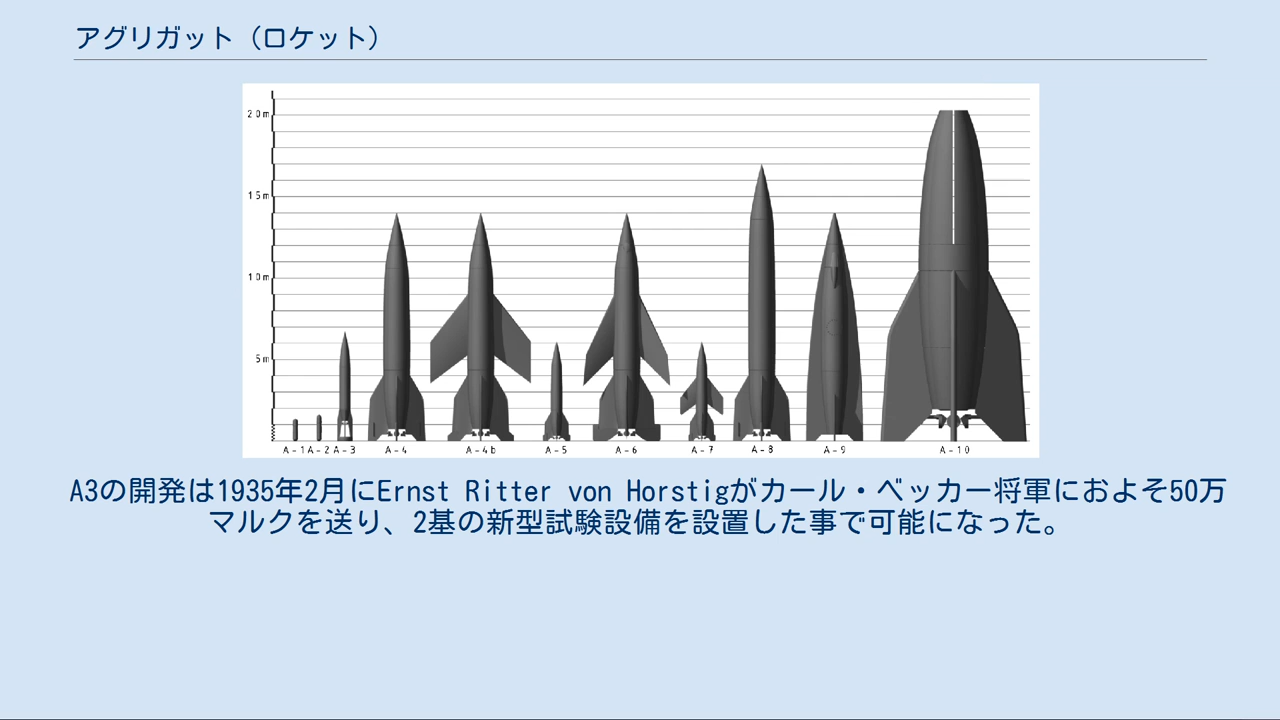 アグリガット（ロケット）
20m
15m
10m
5m
A-1 A-2 A-3 A-4 A-4b A-5 A-6 A-7 A-8 A-9 A-10
A3の開発は1935年2月にErnst Ritter von Horstigがカール・ベッカー将軍におよそ50万
マルクを送り、2基の新型試験設備を設置した事で可能になった。